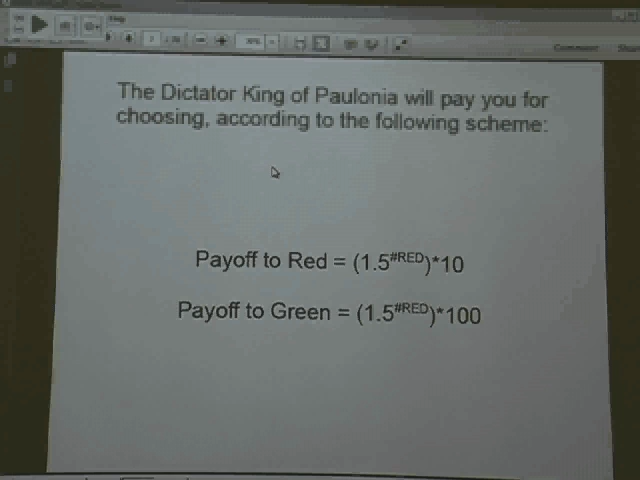 Help
The Dictator King of Paulonia will pay you for
choosing, according to the following scheme:
Payoff to Red = (1.5^#RED)*10
Payoff to Green = (1.5^#RED)*100